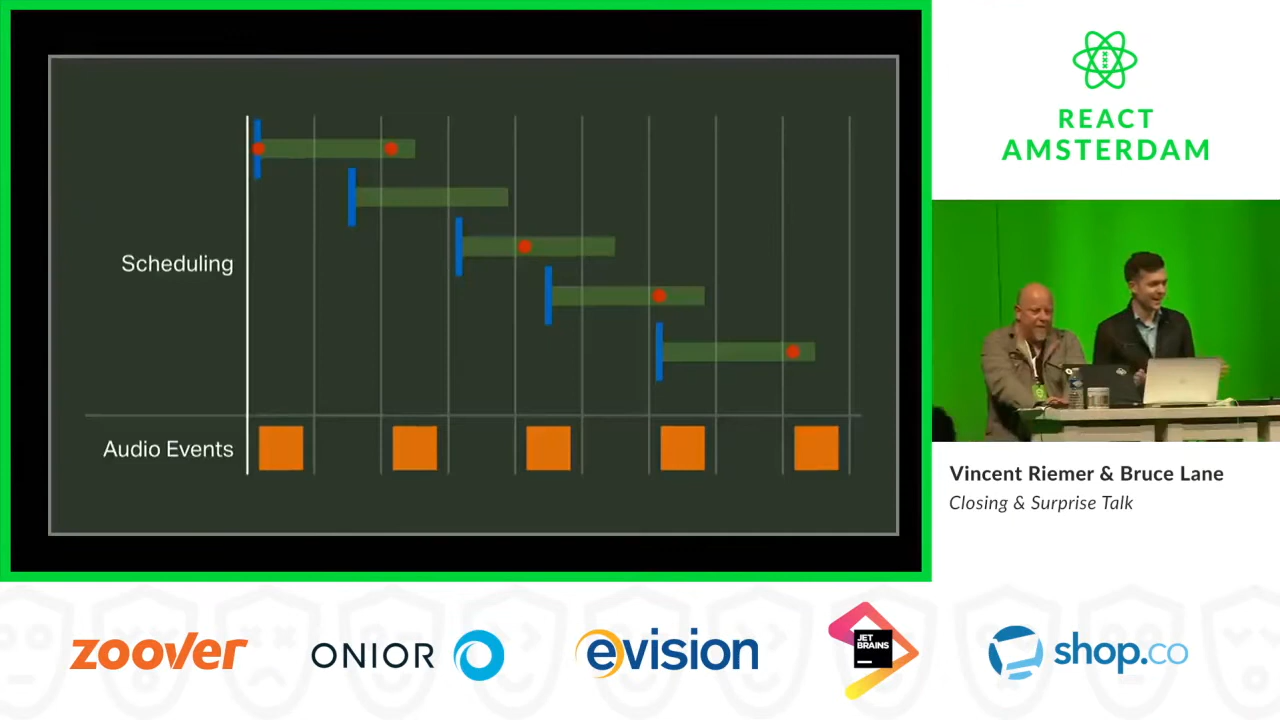 Scheduling
Audio Events
REACT
AMSTERDAM
Vincent Riemer & Bruce Lane
Closing & Surprise Talk
zoover
ONIOR
evision
JET
BRAINS
shop.co